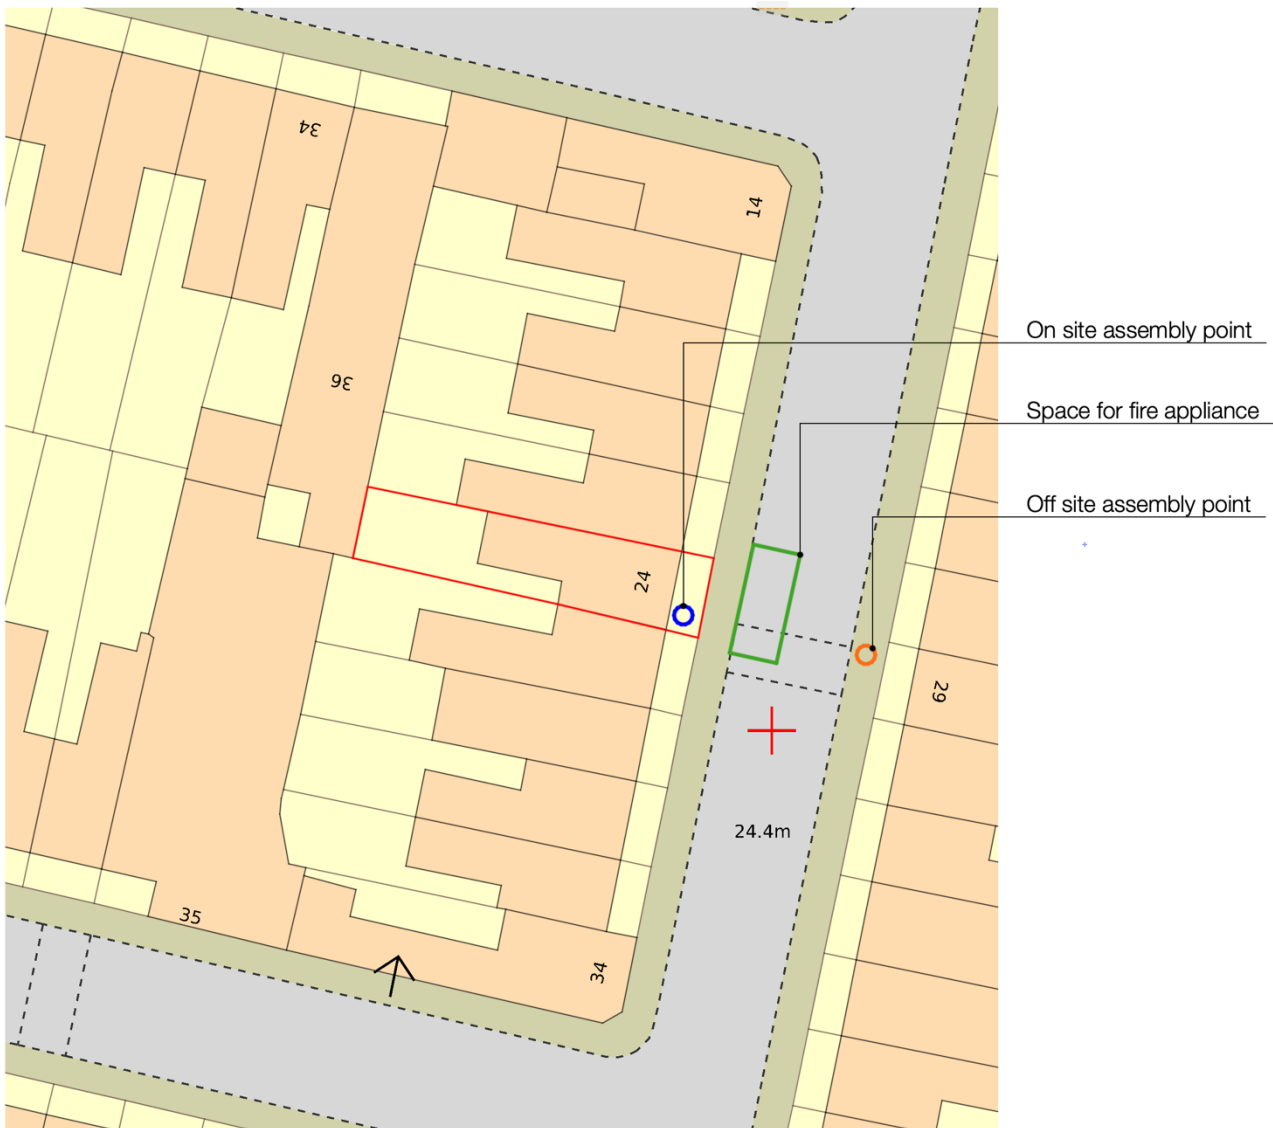 34
14
On site assembly point
36
Space for fire appliance
Off site assembly point
24
29
24.4m
35
34